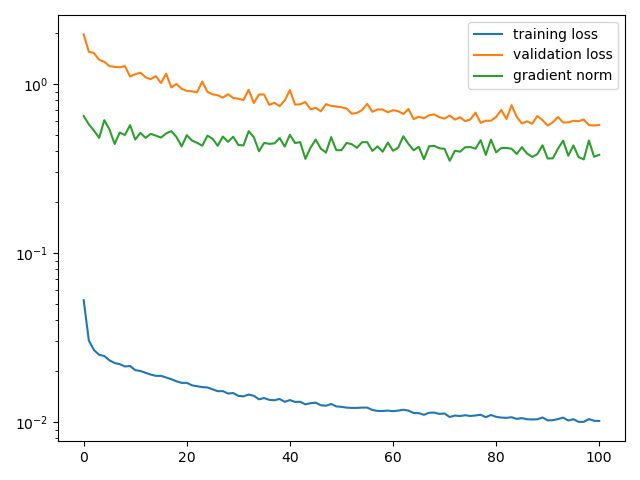 training loss
validation loss
gradient norm
10⁰
10⁻¹
10⁻²
0 20 40 60 80 100